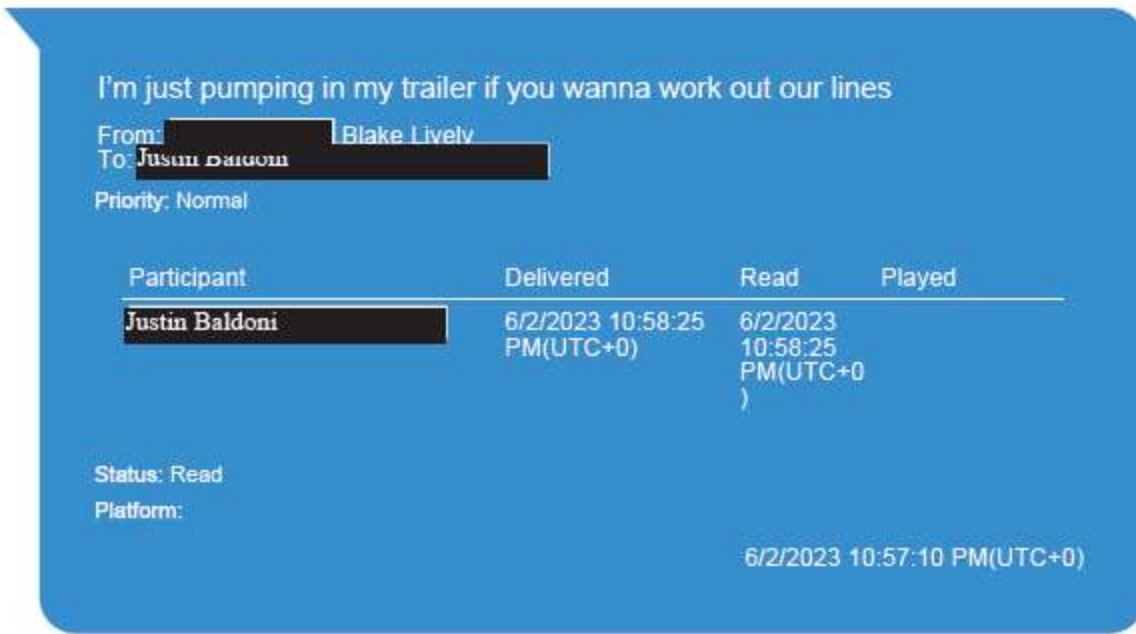 I'm just pumping in my trailer if you wanna work out our lines
From: Blake Lively
To: Justin Baldoni
Priority: Normal
Participant Delivered Read Played
Justin Baldoni 6/2/2023 10:58:25 6/2/2023
PM(UTC+0) 10:58:25
PM(UTC+0
)
Status: Read
Platform:
6/2/2023 10:57:10 PM(UTC+0)